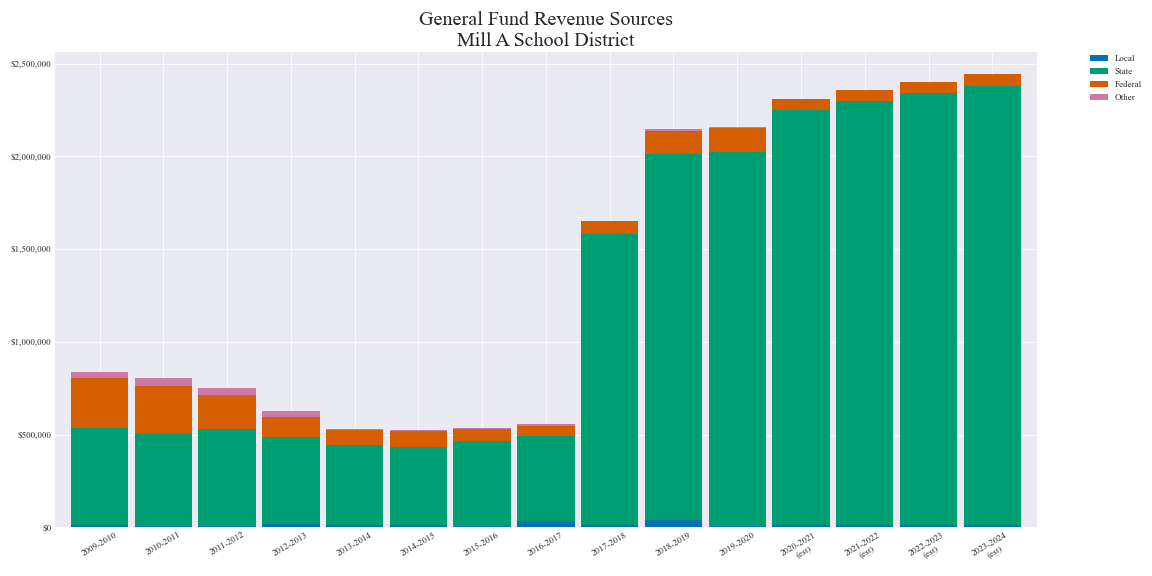 General Fund Revenue Sources
Mill A School District
Local
State
Federal
Other
$2,500,000
$2,000,000
$1,500,000
$1,000,000
$500,000
$0
2009-2010
2010-2011
2011-2012
2012-2013
2013-2014
2014-2015
2015-2016
2016-2017
2017-2018
2018-2019
2019-2020
2020-2021
(est)
2021-2022
(est)
2022-2023
(est)
2023-2024
(est)